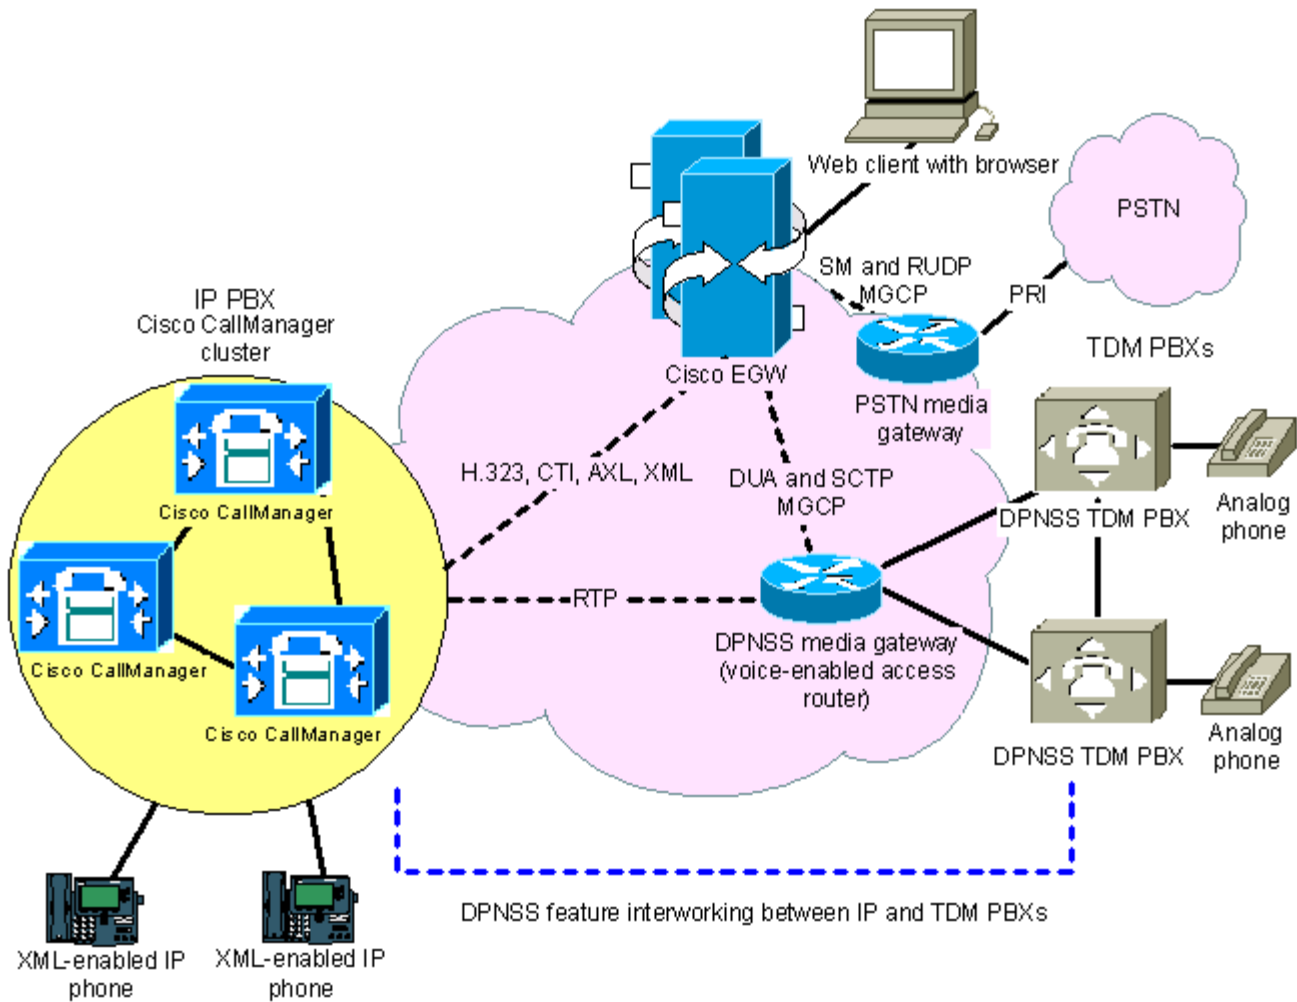 Web client with browser
PSTN
SM and RUDP
MGCP
PRI
IP PBX
Cisco CallManager
cluster
TDM PBXs
Cisco EGW
PSTN media
gateway
H.323, CTI, AXL, XML
DUA and SCTP
MGCP
Cisco CallManager
DPNSS TDM PBX
Analog
phone
RTP
Cisco CallManager
DPNSS media gateway
(voice-enabled access
router)
Cisco CallManager
DPNSS TDM PBX
Analog
phone
DPNSS feature interworking between IP and TDM PBXs
XML-enabled IP
phone
XML-enabled IP
phone